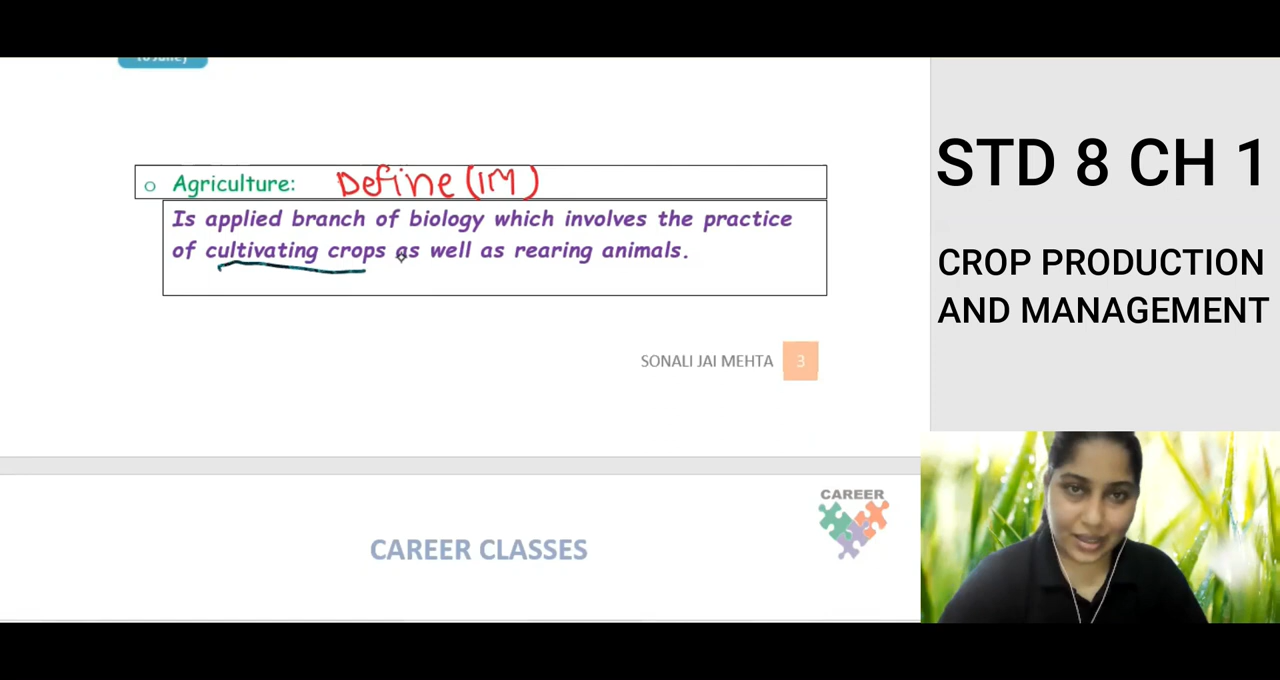 STD 8 CH 1
CROP PRODUCTION
AND MANAGEMENT
o Agriculture: Define (1M)
Is applied branch of biology which involves the practice
of cultivating crops as well as rearing animals.
SONALI JAI MEHTA 3
CAREER
CAREER CLASSES